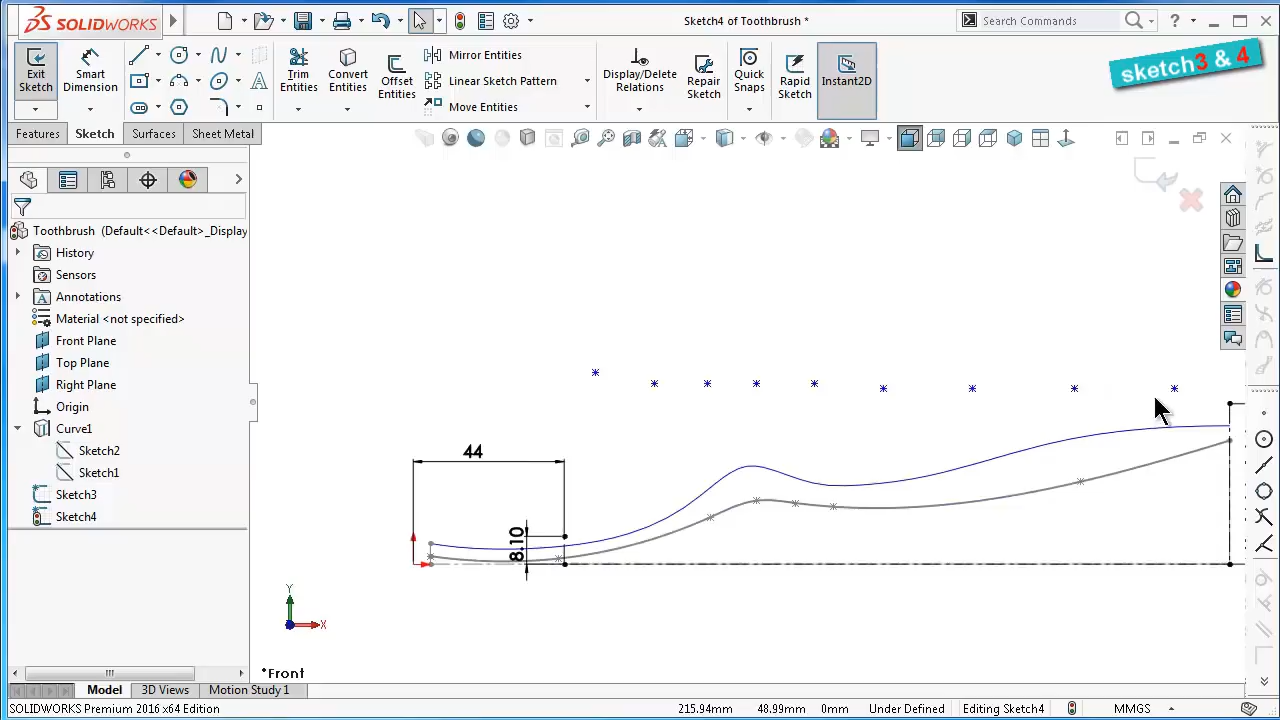 SOLIDWORKS
Sketch4 of Toothbrush *
Search Commands
?
sketch3 & 4
Exit Sketch
Smart Dimension
Trim Entities
Convert Entities
Offset Entities
Mirror Entities
Linear Sketch Pattern
Move Entities
Display/Delete Relations
Repair Sketch
Quick Snaps
Rapid Sketch
Instant2D
Features
Sketch
Surfaces
Sheet Metal
Toothbrush (Default<<Default>_Display
History
Sensors
Annotations
Material <not specified>
Front Plane
Top Plane
Right Plane
Origin
Curve1
Sketch2
Sketch1
Sketch3
Sketch4
44
8.10
Y
X
*Front
Model
3D Views
Motion Study 1
SOLIDWORKS Premium 2016 x64 Edition
215.94mm
48.99mm
0mm
Under Defined
Editing Sketch4
MMGS